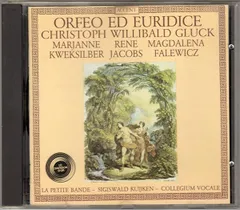 ACCENT
ORFEO ED EURIDICE
CHRISTOPH WILLIBALD GLUCK
MARJANNE RENE MAGDALENA
KWEKSILBER JACOBS FALEWICZ
LA PETITE BANDE - SIGISWALD KUIJKEN - COLLEGIUM VOCALE